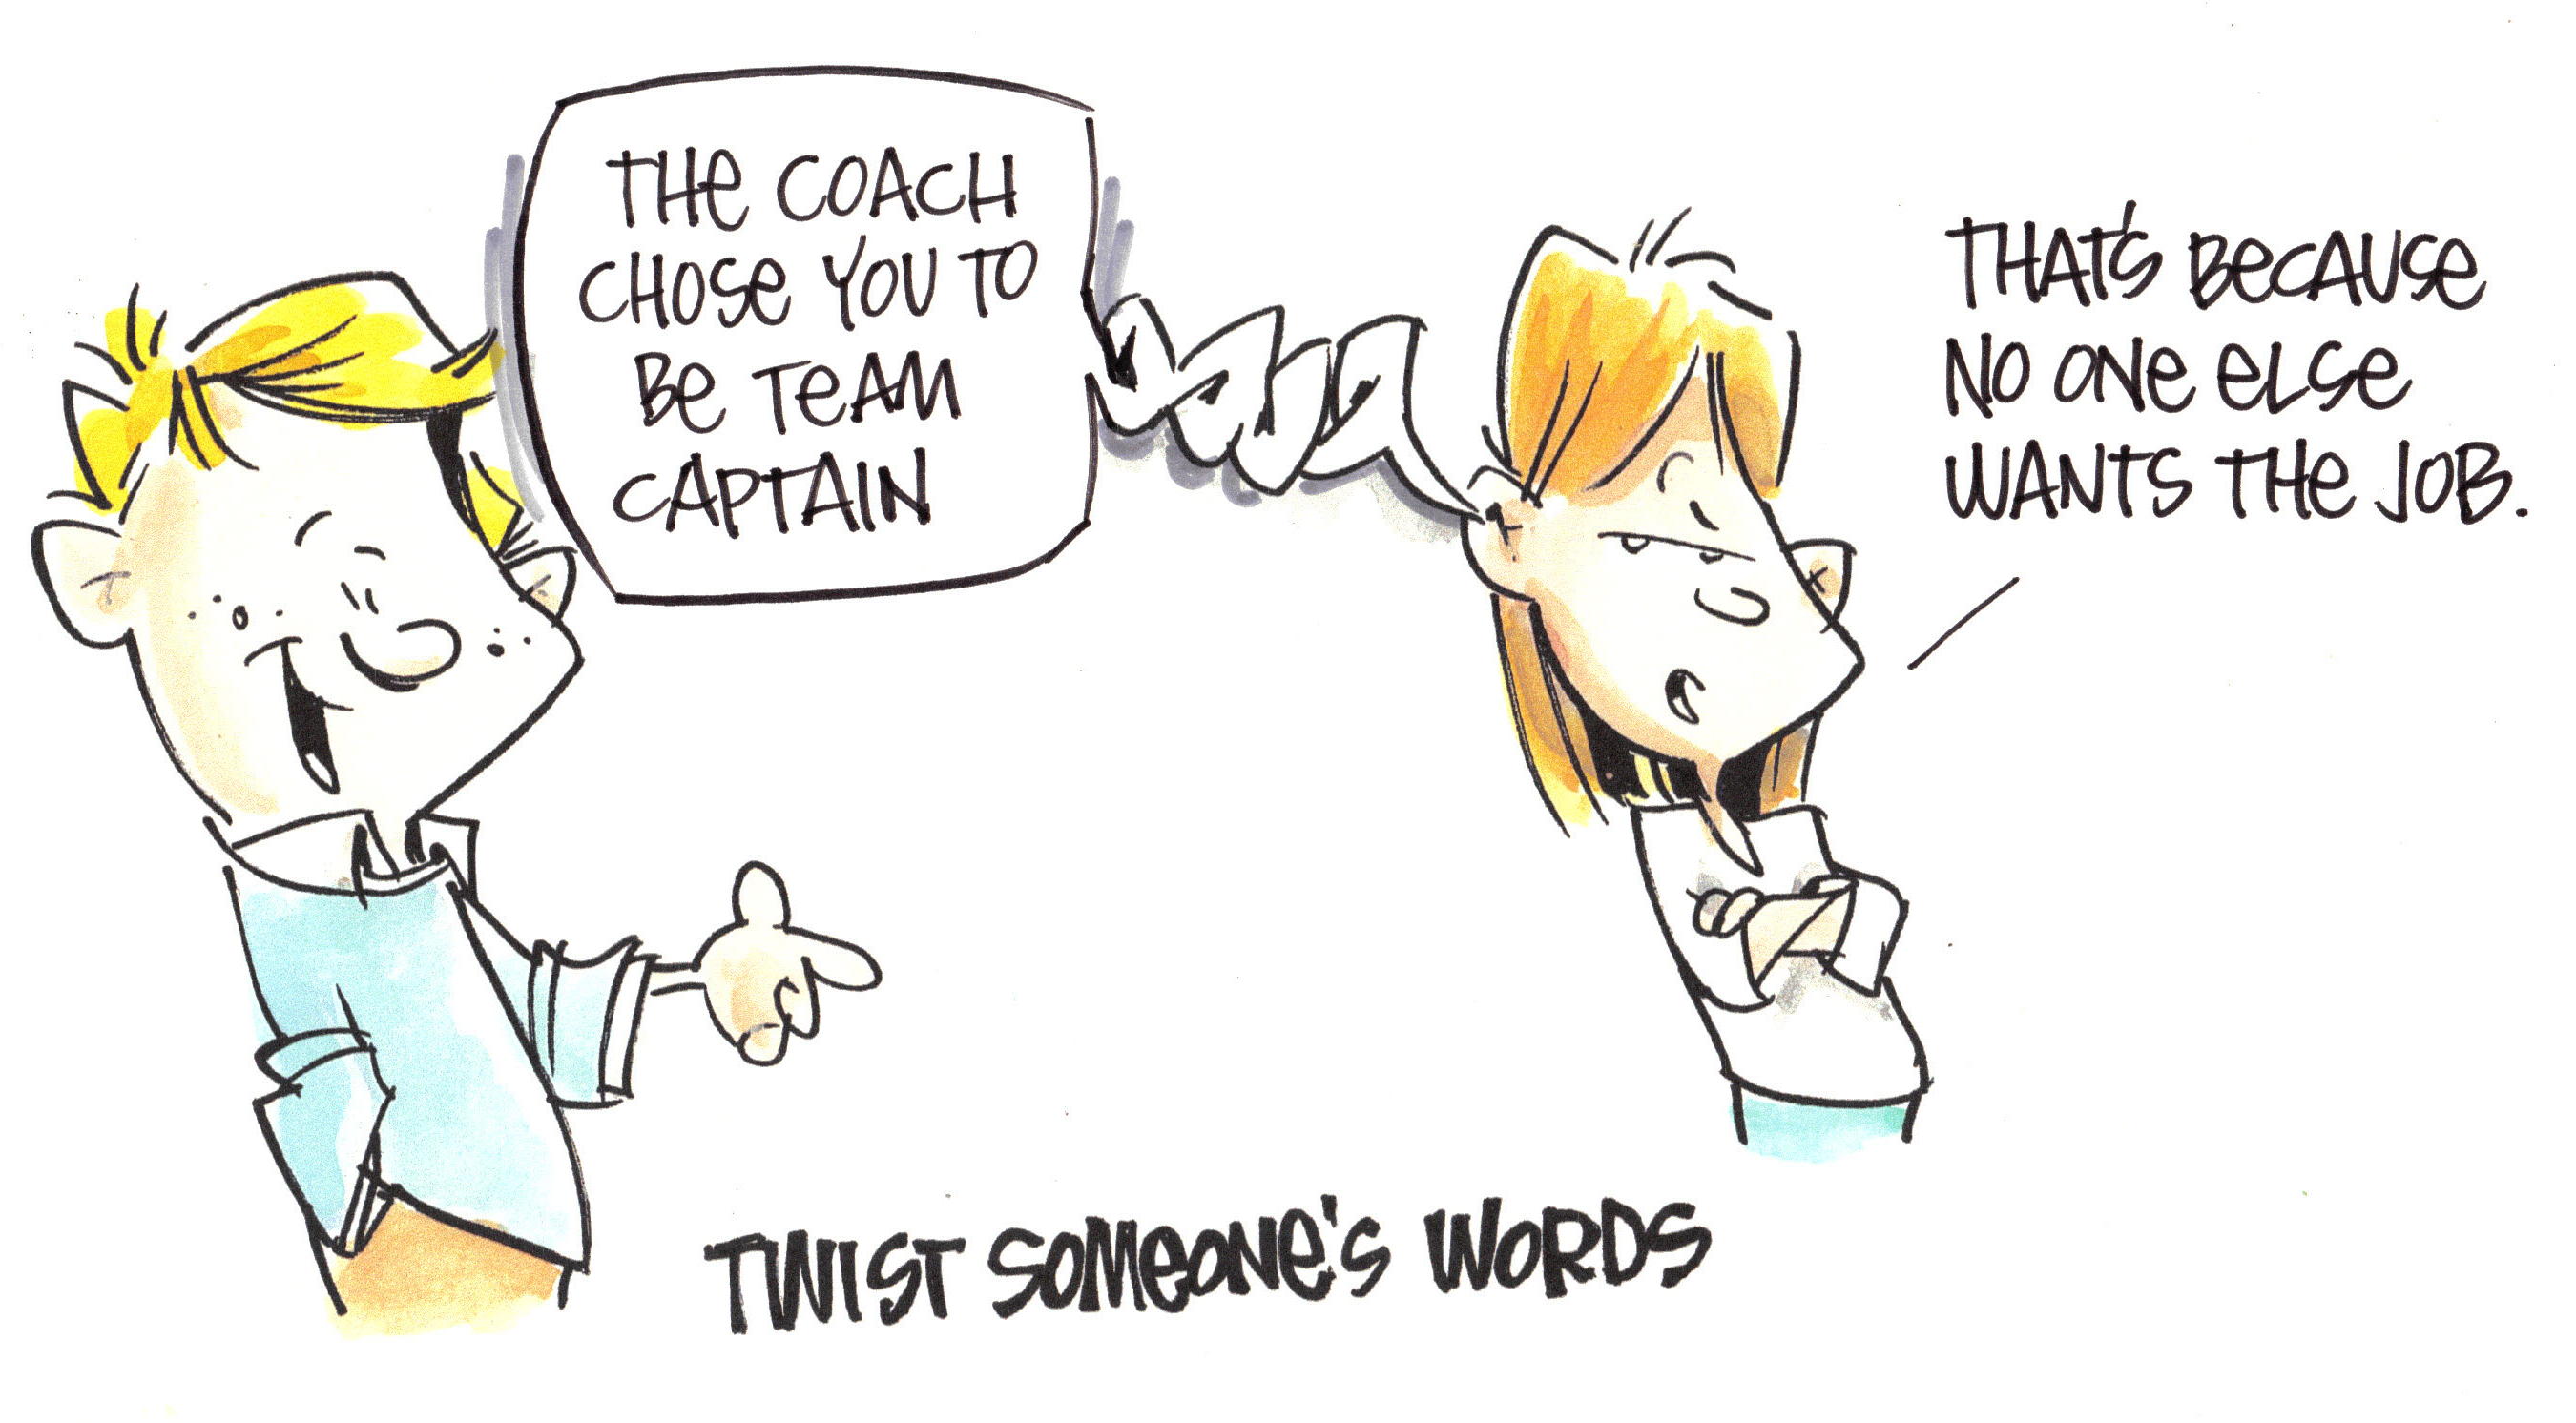 THE COACH
CHOSE YOU TO
BE TEAM
CAPTAIN
THAT'S BECAUSE
NO ONE ELSE
WANTS THE JOB.
TWIST SOMEONE'S WORDS